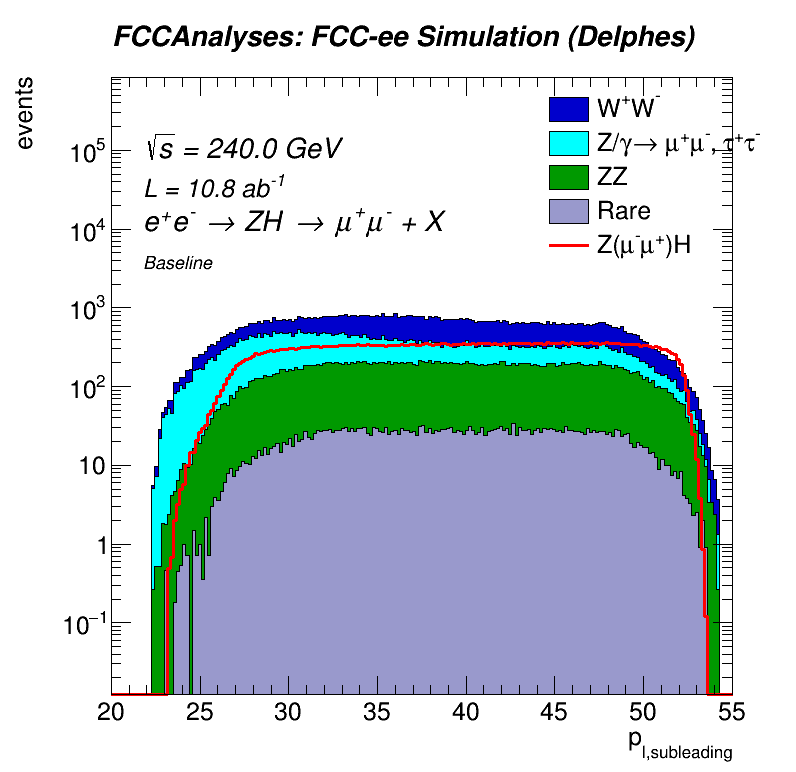 FCCAnalyses: FCC-ee Simulation (Delphes)
events
√s = 240.0 GeV
L = 10.8 ab⁻¹
e⁺e⁻ → ZH → μ⁺μ⁻ + X
Baseline
W⁺W⁻
Z/γ→ μ⁺μ⁻, τ⁺τ⁻
ZZ
Rare
Z(μ⁻μ⁺)H
10⁵
10⁴
10³
10²
10
1
10⁻¹
20 25 30 35 40 45 50 55
p_l,subleading